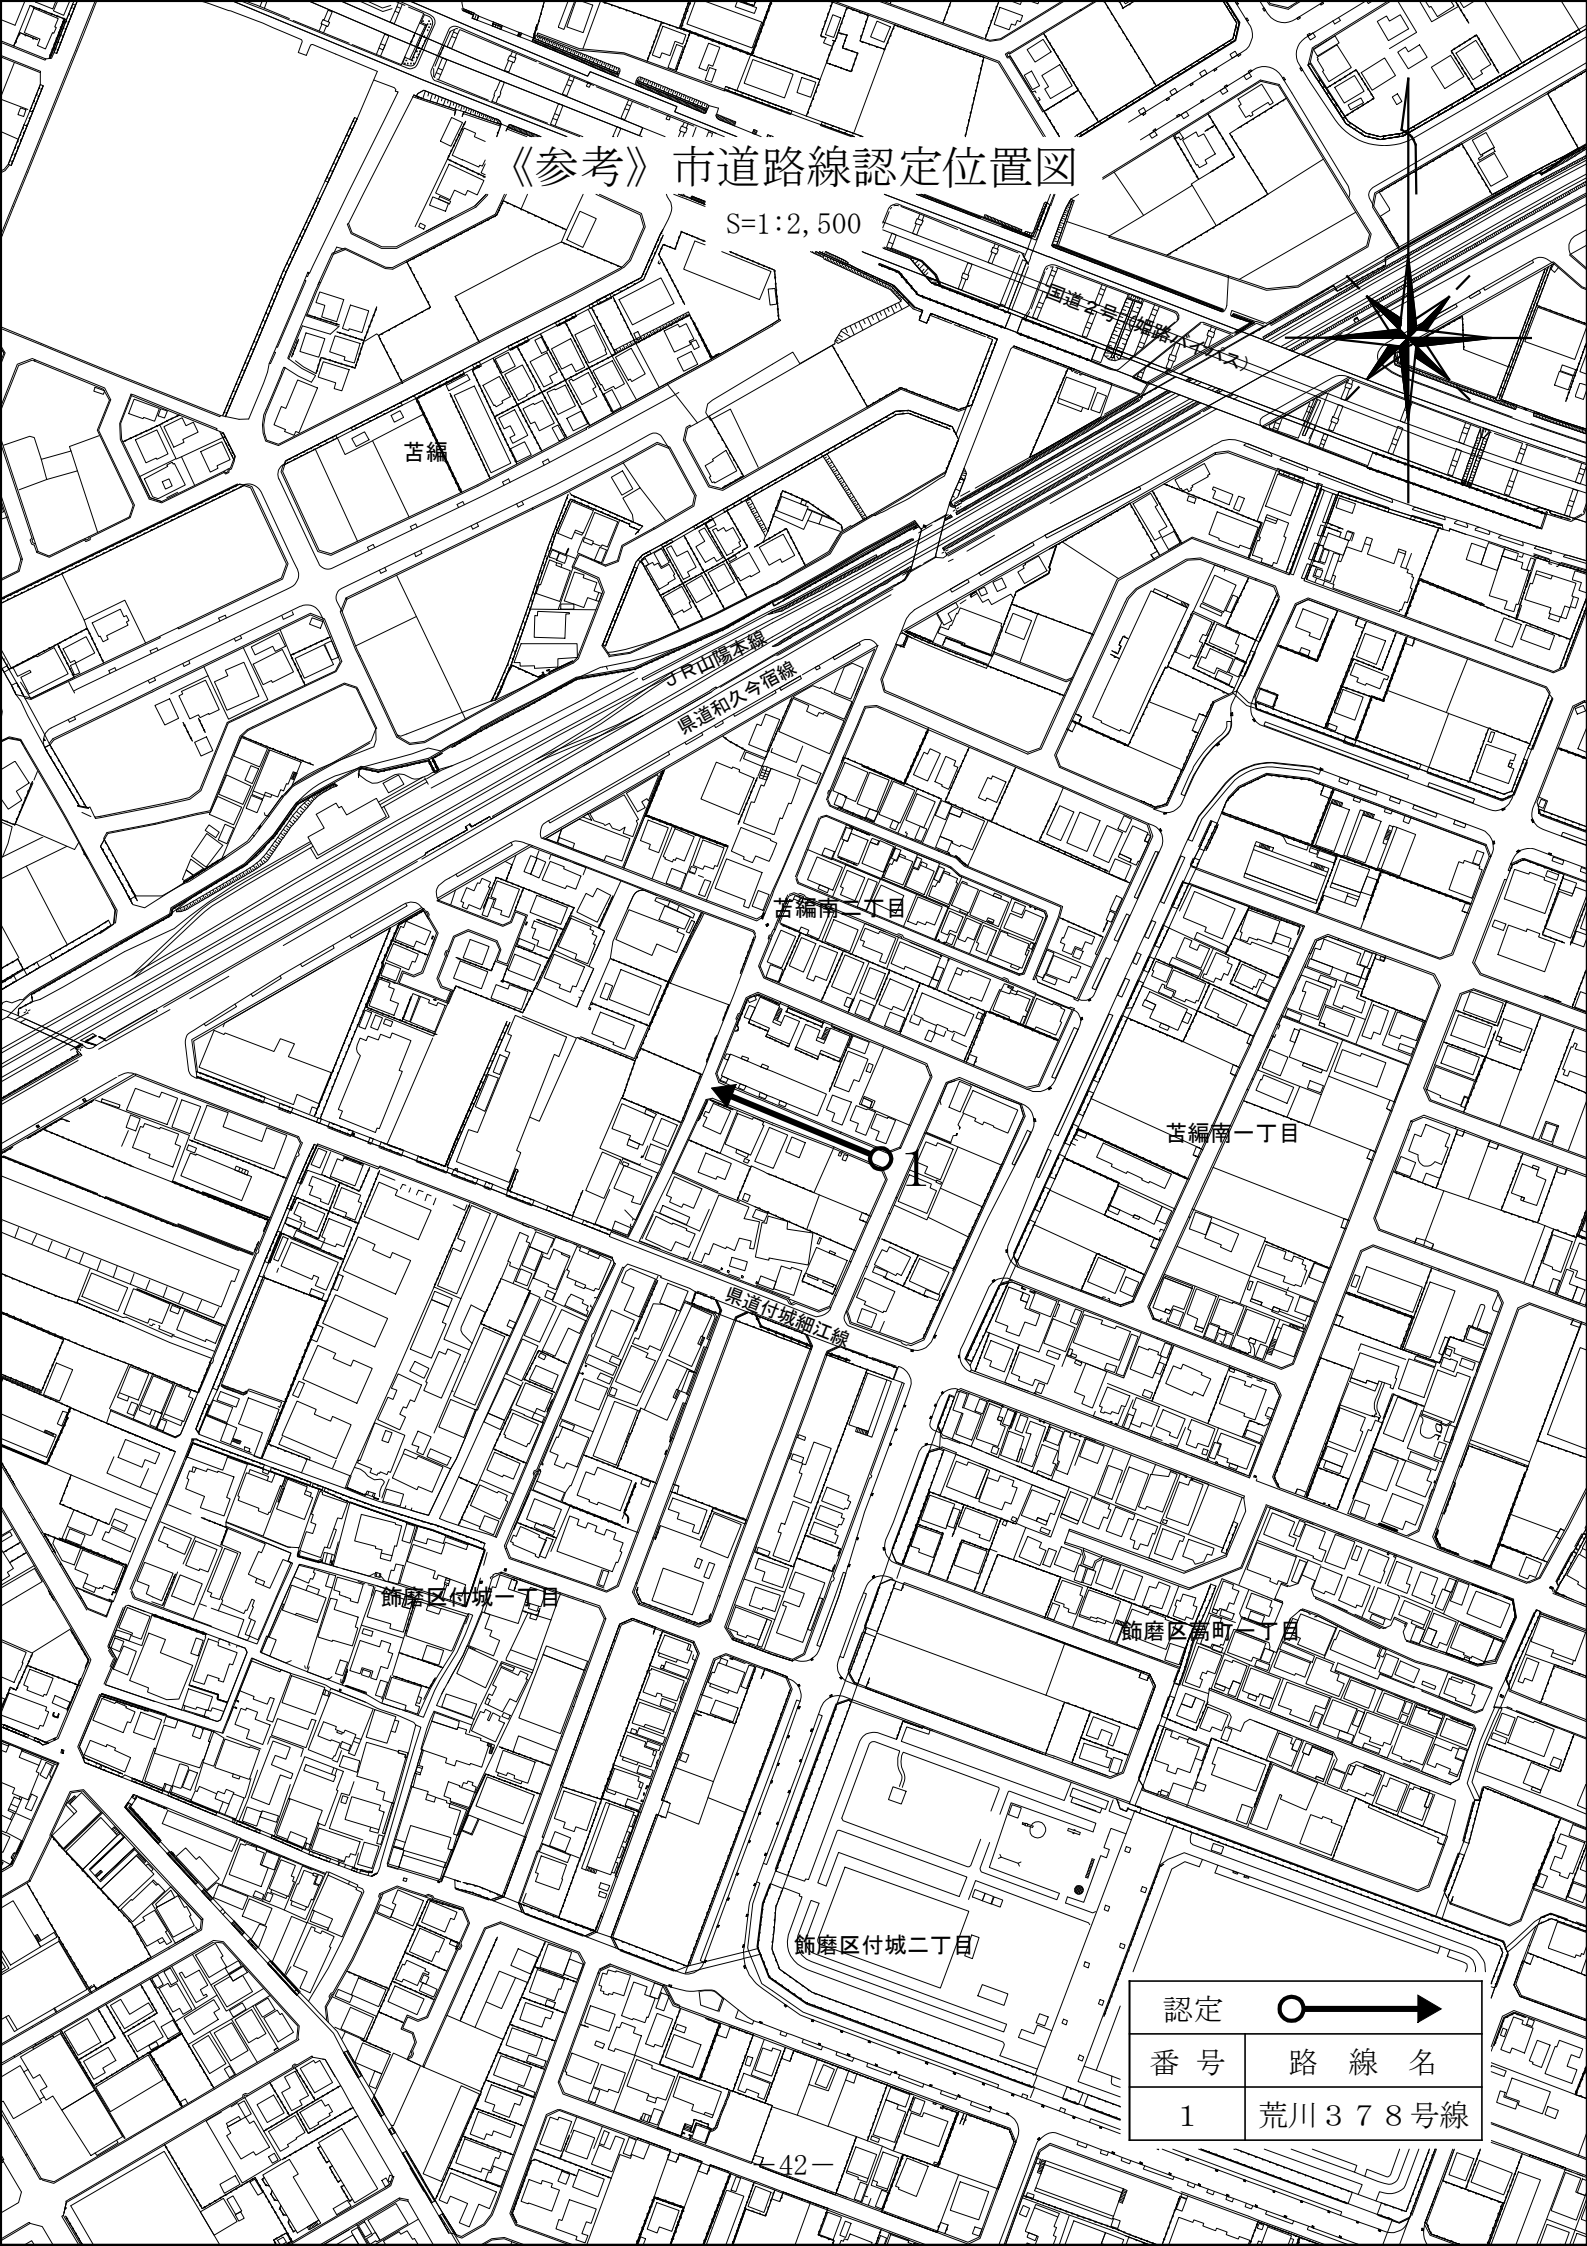 《参考》市道路線認定位置図
S=1:2,500
国道２号（姫路バイパス）
苫編
ＪＲ山陽本線
県道和久今宿線
苫編南二丁目
苫編南一丁目
1
県道付城細江線
飾磨区付城一丁目
飾磨区高町一丁目
飾磨区付城二丁目
認定
番 号 路 線 名
1 荒川３７８号線
－42－